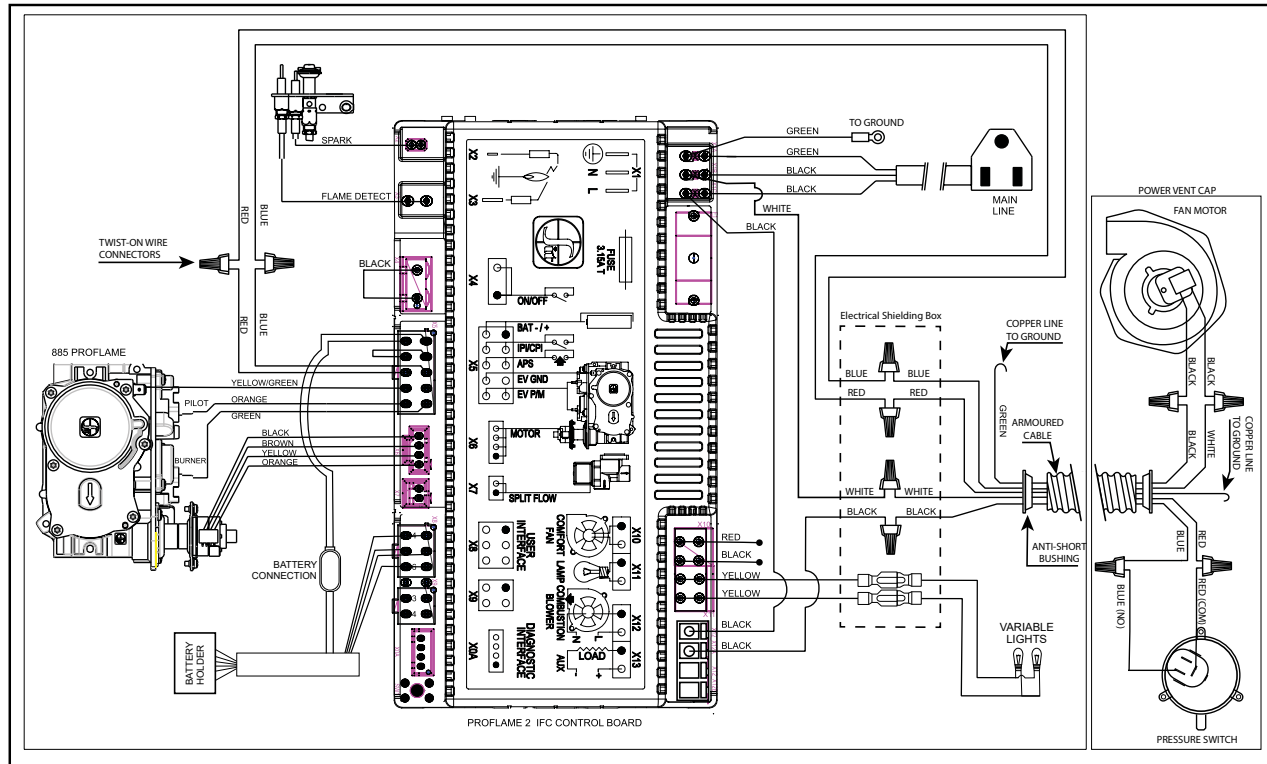 SPARK
FLAME DETECT
RED
BLUE
TWIST-ON WIRE
CONNECTORS
RED
BLUE
BLACK
885 PROFLAME
YELLOW/GREEN
PILOT
ORANGE
GREEN
BLACK
BROWN
YELLOW
ORANGE
BURNER
BATTERY
CONNECTION
BATTERY
HOLDER
X2
X3
X1
N
L
FUSE
3.15A T
X4
ON/OFF
BAT - / +
IPI/CPI
X5
APS
EV GND
EV P/M
X6
MOTOR
X7
SPLIT FLOW
X8
USER
INTERFACE
X9
X0A
DIAGNOSTIC
INTERFACE
COMFORT
FAN
X10
LAMP
X11
COMBUSTION
BLOWER
X12
N
L
AUX
LOAD
X13
+
PROFLAME 2 IFC CONTROL BOARD
GREEN
TO GROUND
GREEN
BLACK
BLACK
MAIN
LINE
WHITE
BLACK
Electrical Shielding Box
BLUE
BLUE
RED
RED
WHITE
WHITE
BLACK
BLACK
X10
RED
BLACK
YELLOW
YELLOW
BLACK
BLACK
VARIABLE
LIGHTS
COPPER LINE
TO GROUND
GREEN
ARMOURED
CABLE
ANTI-SHORT
BUSHING
POWER VENT CAP
FAN MOTOR
BLACK
BLACK
BLACK
WHITE
COPPER LINE
TO GROUND
BLUE
RED
BLUE (NO)
RED (COM)
PRESSURE SWITCH